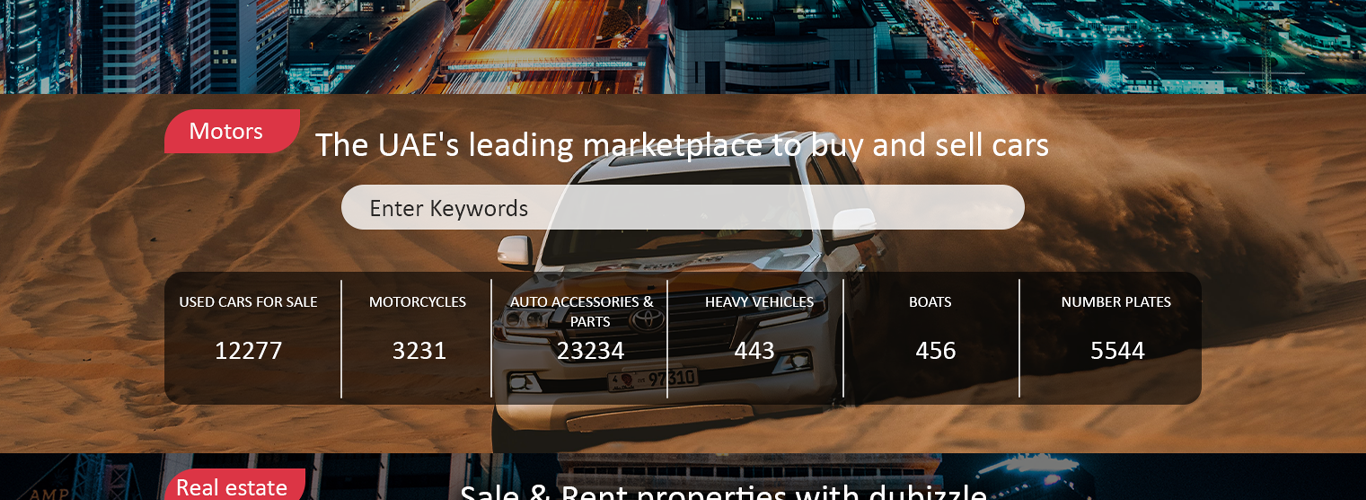 Motors
The UAE's leading marketplace to buy and sell cars
Enter Keywords
USED CARS FOR SALE
12277
MOTORCYCLES
3231
AUTO ACCESSORIES &
PARTS
23234
HEAVY VEHICLES
443
BOATS
456
NUMBER PLATES
5544
97310
AMP
Real estate
Sale & Rent properties with dubizzle